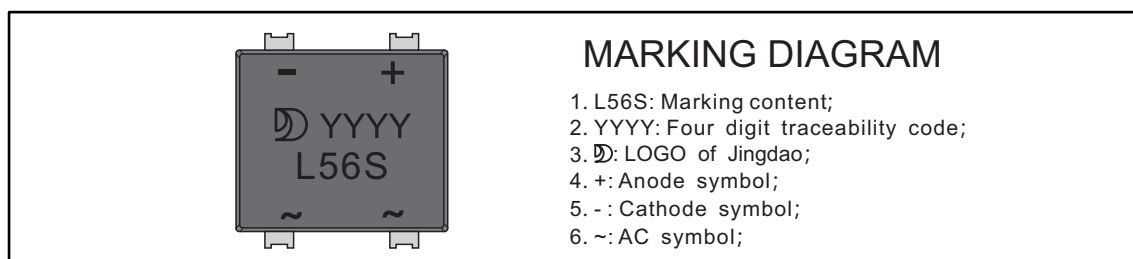 - +
YYYY
L56S
~ ~
MARKING DIAGRAM
1. L56S: Marking content;
2. YYYY: Four digit traceability code;
3. : LOGO of Jingdao;
4. +: Anode symbol;
5. - : Cathode symbol;
6. ~: AC symbol;